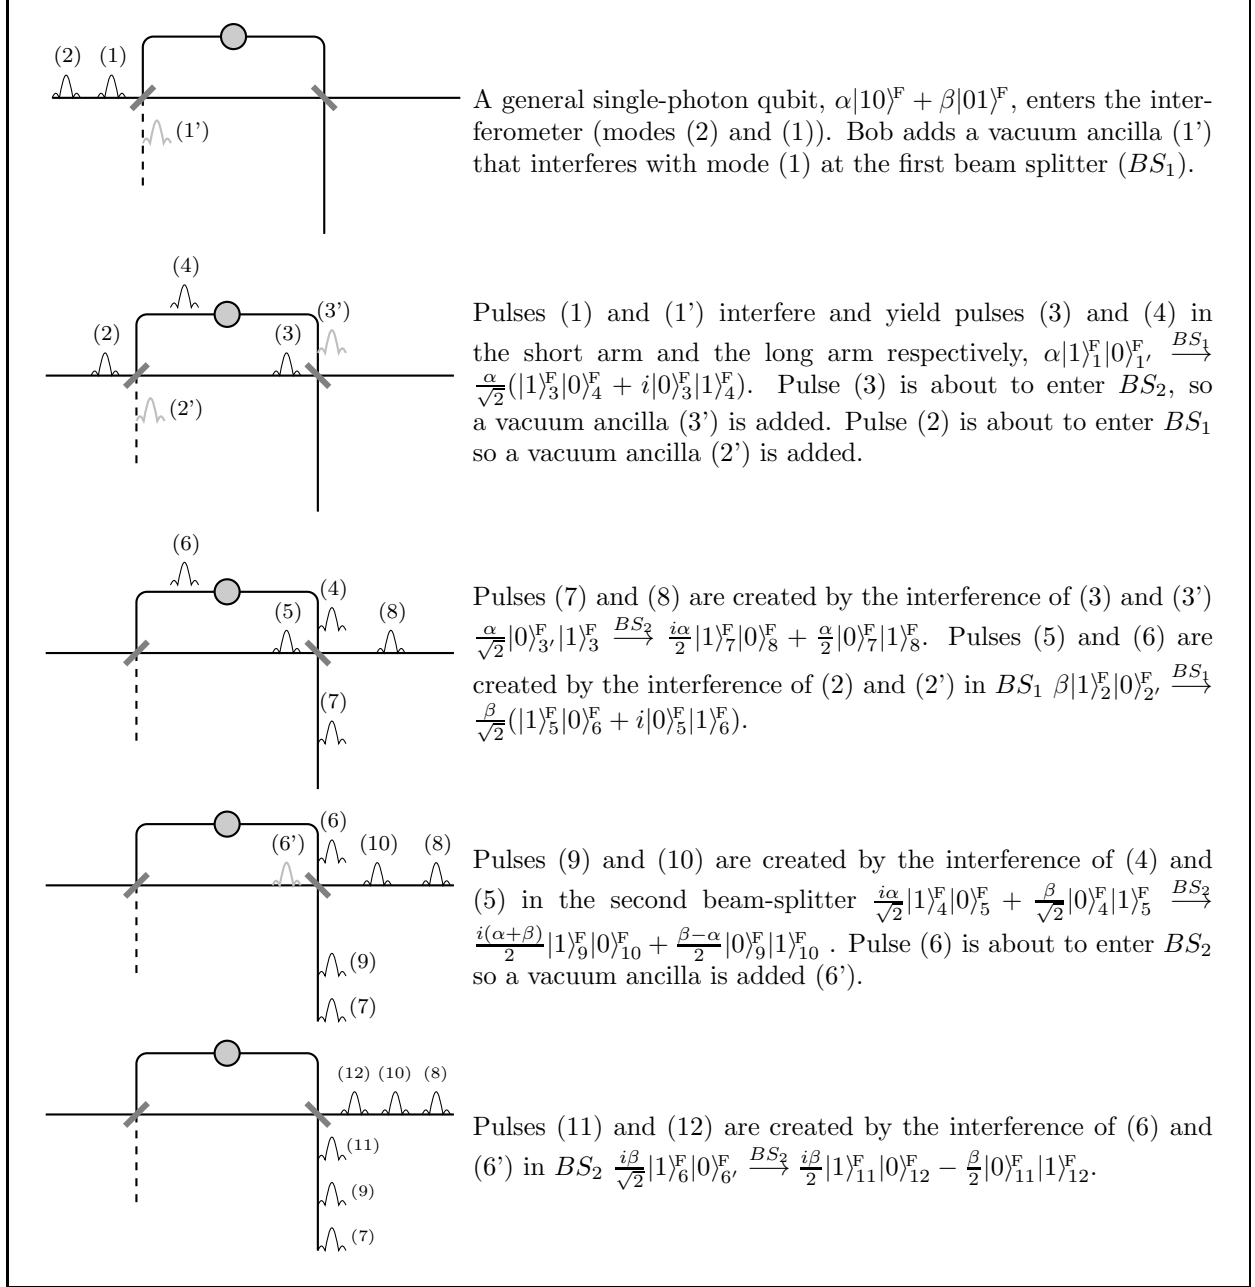 (2) (1)
(1')
A general single-photon qubit, α|10⟩^F + β|01⟩^F, enters the inter-
ferometer (modes (2) and (1)). Bob adds a vacuum ancilla (1')
that interferes with mode (1) at the first beam splitter (BS₁).
(4)
(3')
(2) (3)
(2')
Pulses (1) and (1') interfere and yield pulses (3) and (4) in
the short arm and the long arm respectively, α|1⟩^F_1|0⟩^F_1' —BS₁→
α/√2(|1⟩^F_3|0⟩^F_4 + i|0⟩^F_3|1⟩^F_4). Pulse (3) is about to enter BS₂, so
a vacuum ancilla (3') is added. Pulse (2) is about to enter BS₁
so a vacuum ancilla (2') is added.
(6)
(5) (4) (8)
(7)
Pulses (7) and (8) are created by the interference of (3) and (3')
α/√2|0⟩^F_3'|1⟩^F_3 —BS₂→ iα/2|1⟩^F_7|0⟩^F_8 + α/2|0⟩^F_7|1⟩^F_8. Pulses (5) and (6) are
created by the interference of (2) and (2') in BS₁ β|1⟩^F_2|0⟩^F_2' —BS₁→
β/√2(|1⟩^F_5|0⟩^F_6 + i|0⟩^F_5|1⟩^F_6).
(6)
(6') (10) (8)
(9)
(7)
Pulses (9) and (10) are created by the interference of (4) and
(5) in the second beam-splitter iα/√2|1⟩^F_4|0⟩^F_5 + β/√2|0⟩^F_4|1⟩^F_5 —BS₂→
i(α+β)/2|1⟩^F_9|0⟩^F_10 + β−α/2|0⟩^F_9|1⟩^F_10 . Pulse (6) is about to enter BS₂
so a vacuum ancilla is added (6').
(12) (10) (8)
(11)
(9)
(7)
Pulses (11) and (12) are created by the interference of (6) and
(6') in BS₂ iβ/√2|1⟩^F_6|0⟩^F_6' —BS₂→ iβ/2|1⟩^F_11|0⟩^F_12 − β/2|0⟩^F_11|1⟩^F_12.